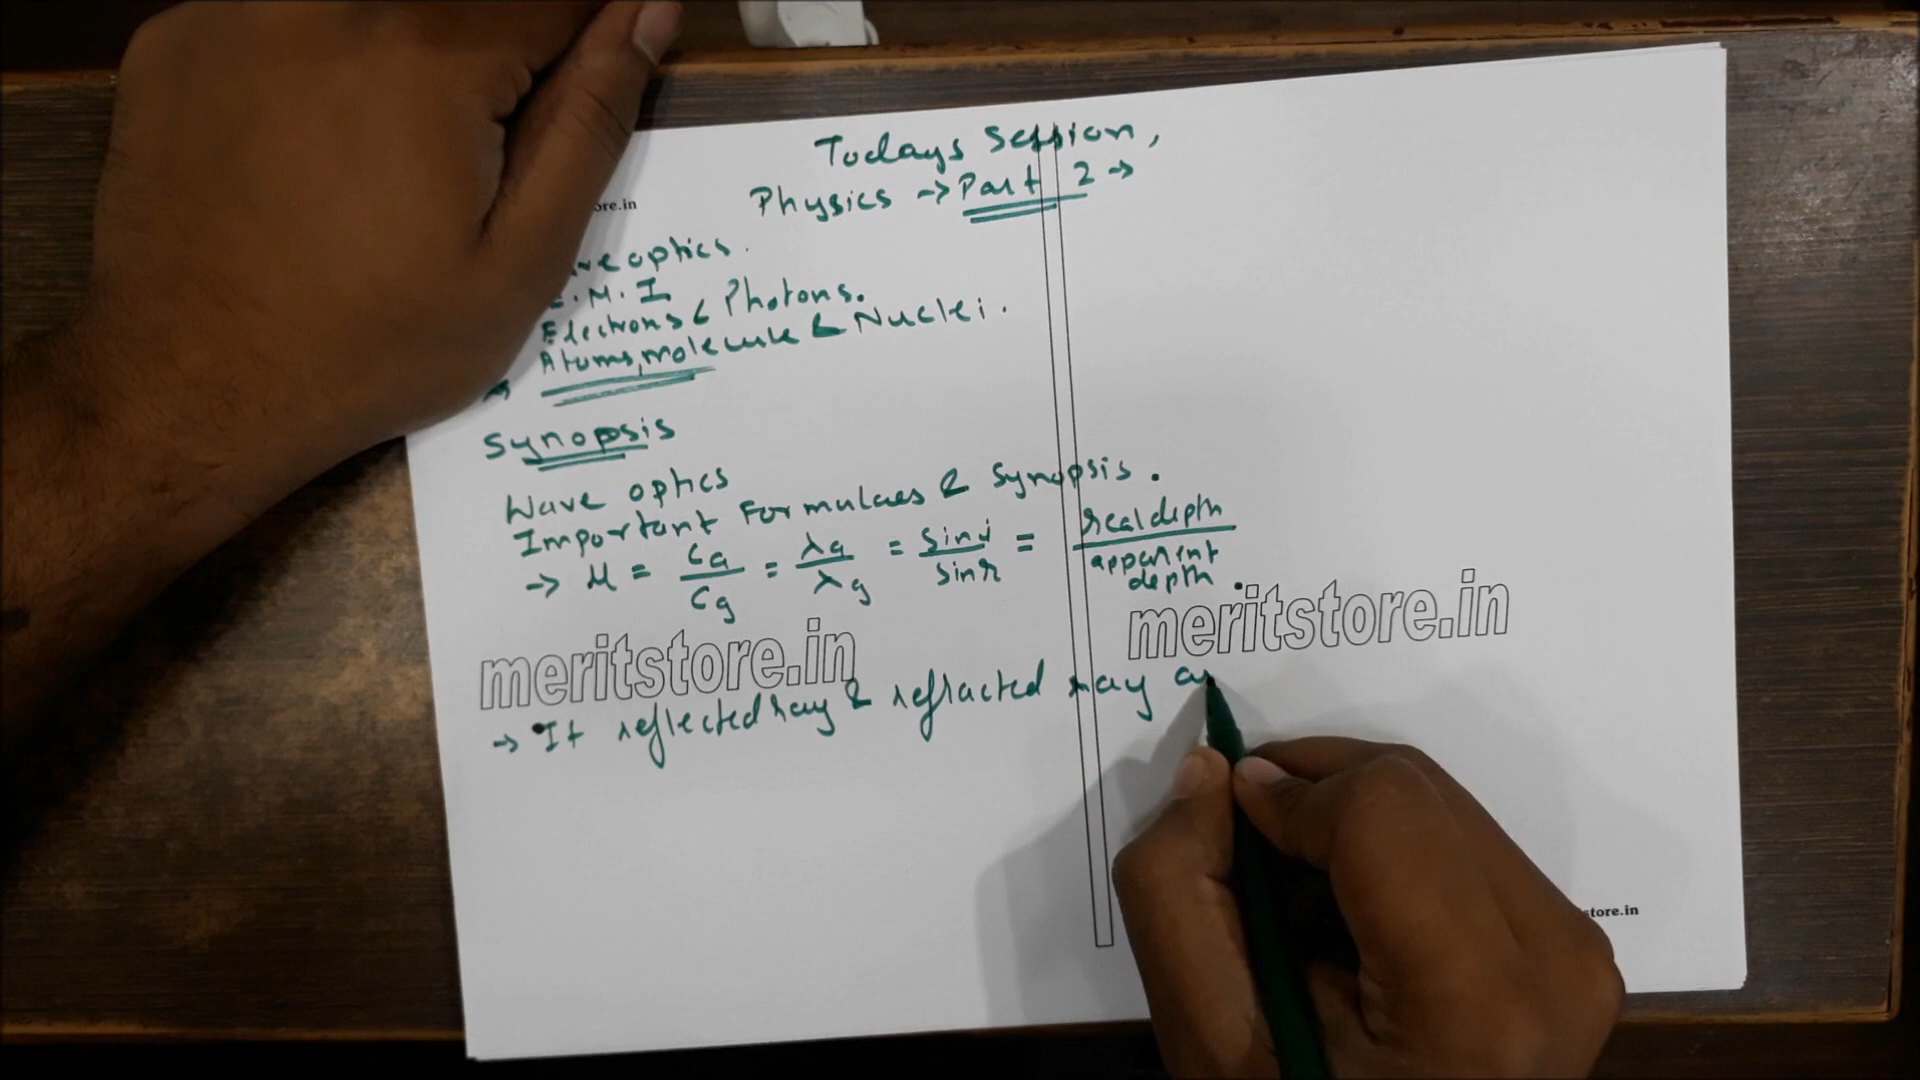 Todays Session,
Physics → Part 2 →
ore.in
optics.
.M.I
Electrons & Photons.
Atoms, molecule & Nuclei.
Synopsis
Wave optics
Important Formulaes & Synopsis.
→ μ = Ca/Cg = λa/λg = sin i/sin r = real depth/apparent depth.
meritstore.in meritstore.in
→ If reflected ray & refracted ray
store.in